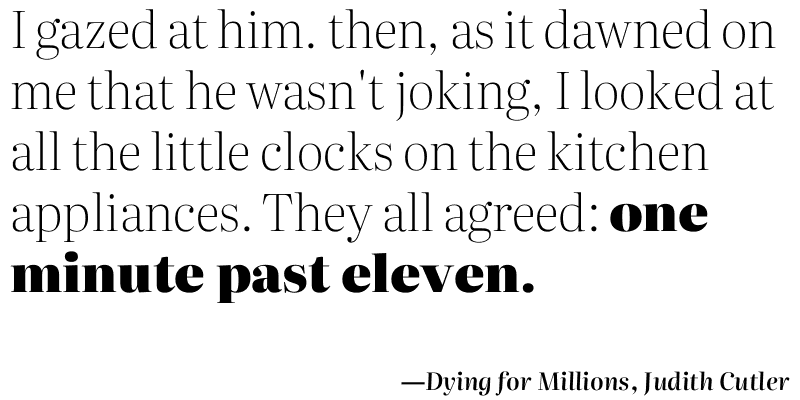 I gazed at him. then, as it dawned on
me that he wasn't joking, I looked at
all the little clocks on the kitchen
appliances. They all agreed: one
minute past eleven.
—Dying for Millions, Judith Cutler